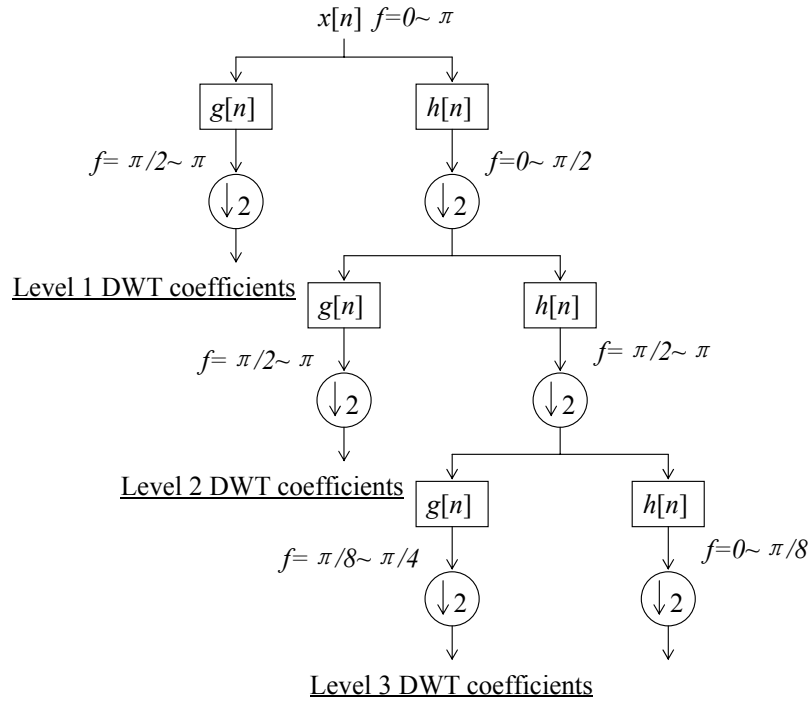 x[n] f=0~ π
g[n] h[n]
f= π/2~ π f=0~ π/2
↓2 ↓2
Level 1 DWT coefficients
g[n] h[n]
f= π/2~ π f= π/2~ π
↓2 ↓2
Level 2 DWT coefficients
g[n] h[n]
f= π/8~ π/4 f=0~ π/8
↓2 ↓2
Level 3 DWT coefficients